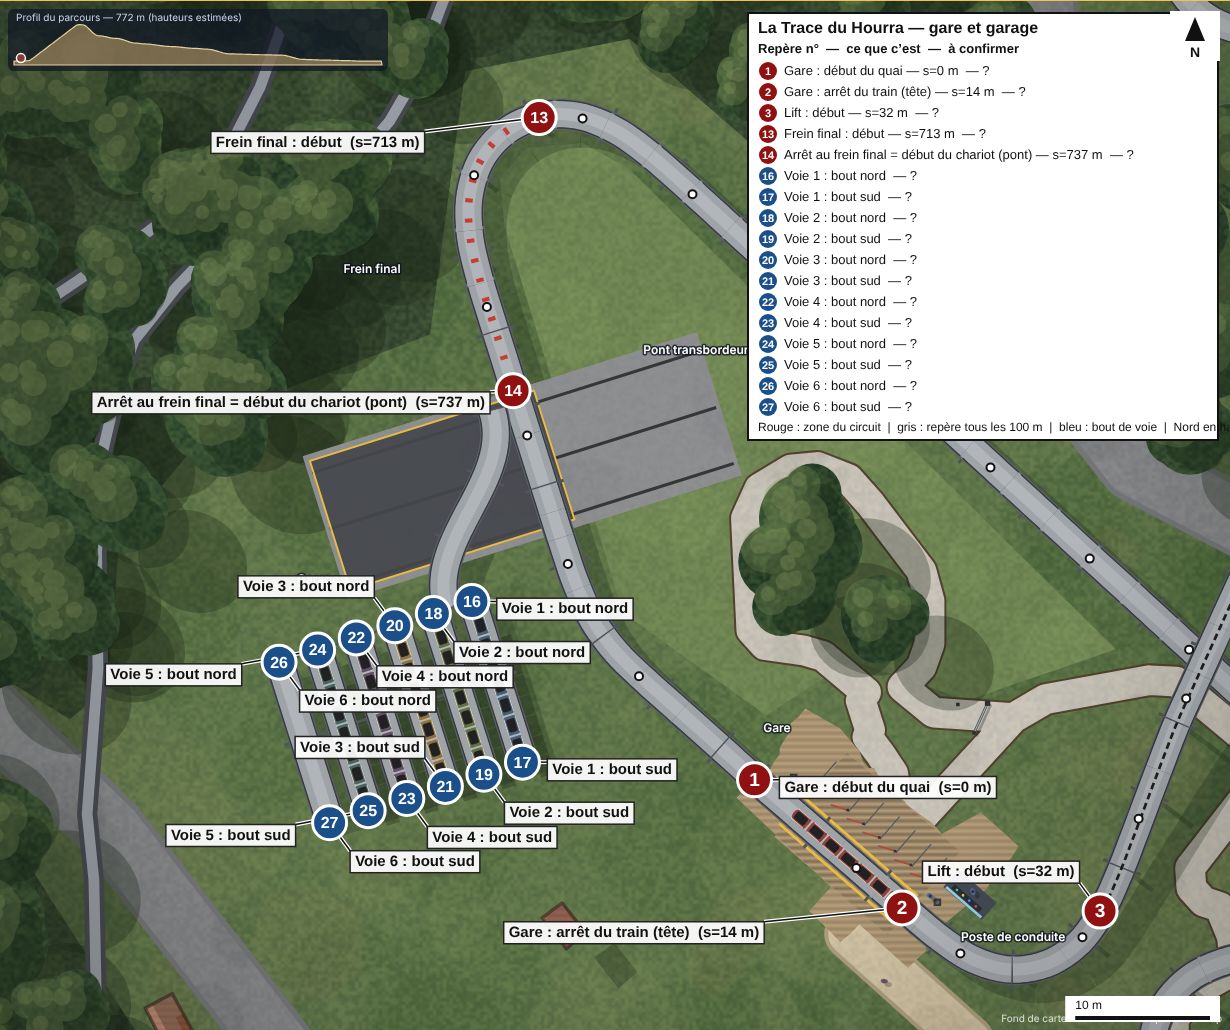 Profil du parcours — 772 m (hauteurs estimées)
La Trace du Hourra — gare et garage
Repère n° — ce que c’est — à confirmer
N
1 Gare : début du quai — s=0 m — ?
2 Gare : arrêt du train (tête) — s=14 m — ?
3 Lift : début — s=32 m — ?
13 Frein final : début — s=713 m — ?
14 Arrêt au frein final = début du chariot (pont) — s=737 m — ?
16 Voie 1 : bout nord — ?
17 Voie 1 : bout sud — ?
18 Voie 2 : bout nord — ?
19 Voie 2 : bout sud — ?
20 Voie 3 : bout nord — ?
21 Voie 3 : bout sud — ?
22 Voie 4 : bout nord — ?
23 Voie 4 : bout sud — ?
24 Voie 5 : bout nord — ?
25 Voie 5 : bout sud — ?
26 Voie 6 : bout nord — ?
27 Voie 6 : bout sud — ?
Rouge : zone du circuit | gris : repère tous les 100 m | bleu : bout de voie | Nord en
13
Frein final : début (s=713 m)
Frein final
Pont transbordeur
14
Arrêt au frein final = début du chariot (pont) (s=737 m)
Voie 3 : bout nord
16
Voie 1 : bout nord
18
20
22
24
26
Voie 2 : bout nord
Voie 5 : bout nord
Voie 4 : bout nord
Voie 6 : bout nord
Gare
Voie 3 : bout sud
17
Voie 1 : bout sud
19
21
23
25
27
1
Gare : début du quai (s=0 m)
Voie 2 : bout sud
Voie 5 : bout sud
Voie 4 : bout sud
Voie 6 : bout sud
Lift : début (s=32 m)
2
3
Gare : arrêt du train (tête) (s=14 m)
Poste de conduite
10 m
Fond de carte